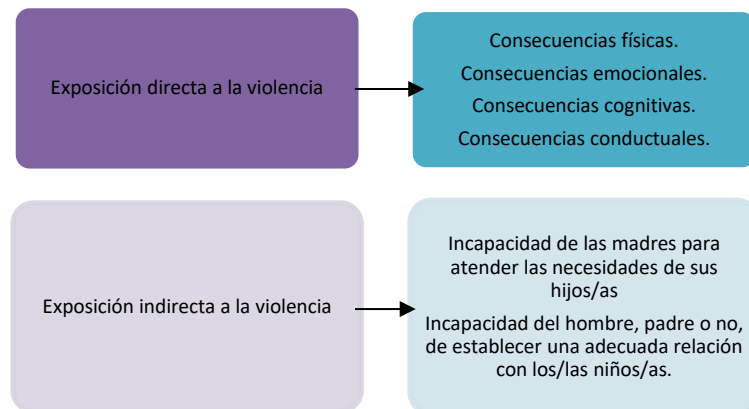 Exposición directa a la violencia
Consecuencias físicas.
Consecuencias emocionales.
Consecuencias cognitivas.
Consecuencias conductuales.
Exposición indirecta a la violencia
Incapacidad de las madres para
atender las necesidades de sus
hijos/as
Incapacidad del hombre, padre o no,
de establecer una adecuada relación
con los/las niños/as.